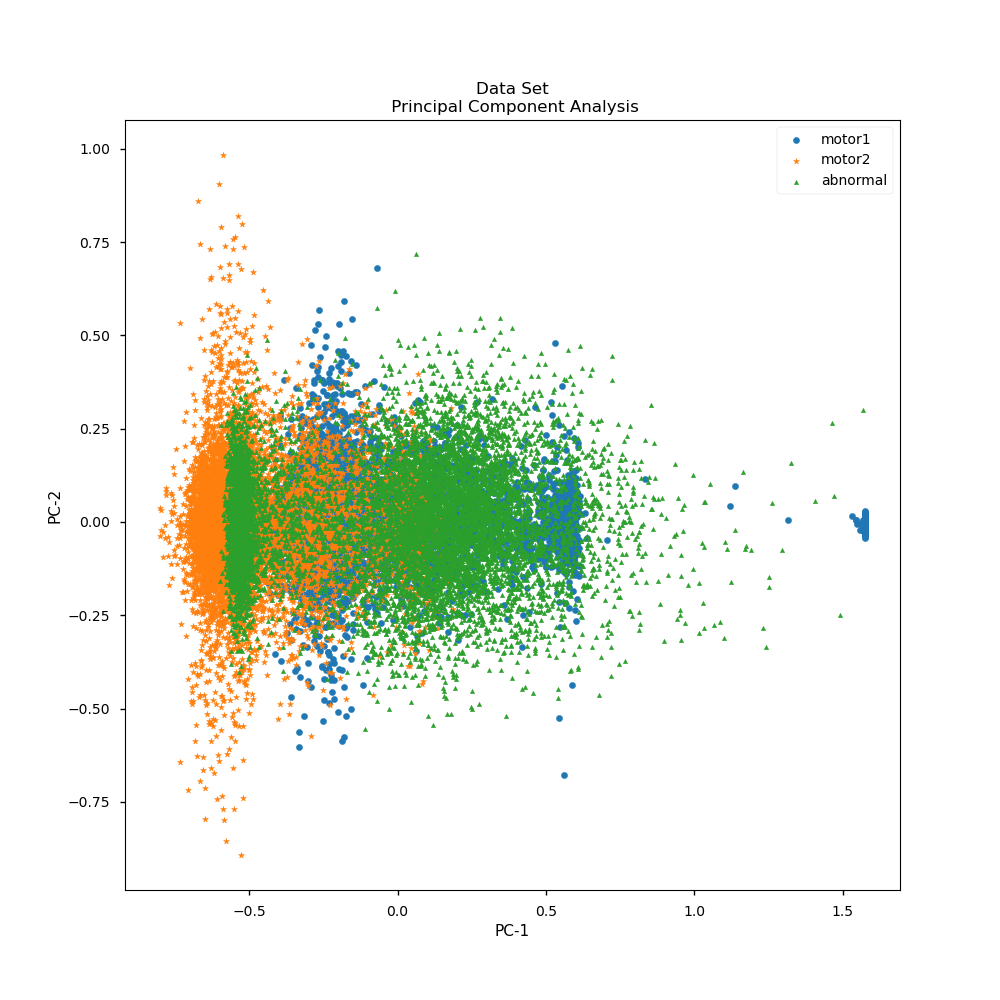 Data Set
Principal Component Analysis
motor1
motor2
abnormal
1.00
0.75
0.50
0.25
0.00
−0.25
−0.50
−0.75
PC-2
−0.5
0.0
0.5
1.0
1.5
PC-1